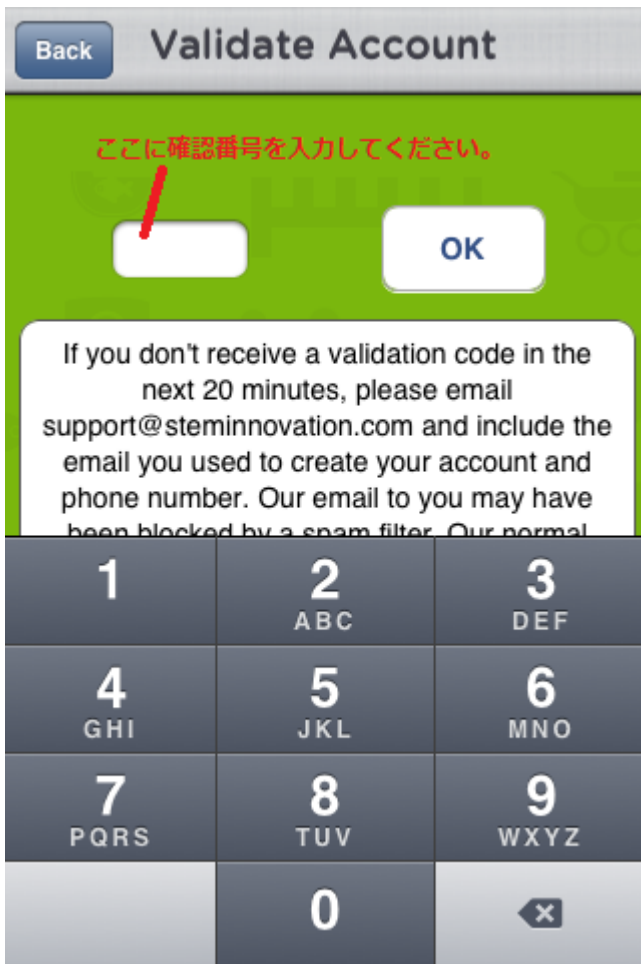 Back
Validate Account
ここに確認番号を入力してください。
OK
If you don't receive a validation code in the
next 20 minutes, please email
support@steminnovation.com and include the
email you used to create your account and
phone number. Our email to you may have
been blocked by a spam filter. Our normal
1
2
ABC
3
DEF
4
GHI
5
JKL
6
MNO
7
PQRS
8
TUV
9
WXYZ
0